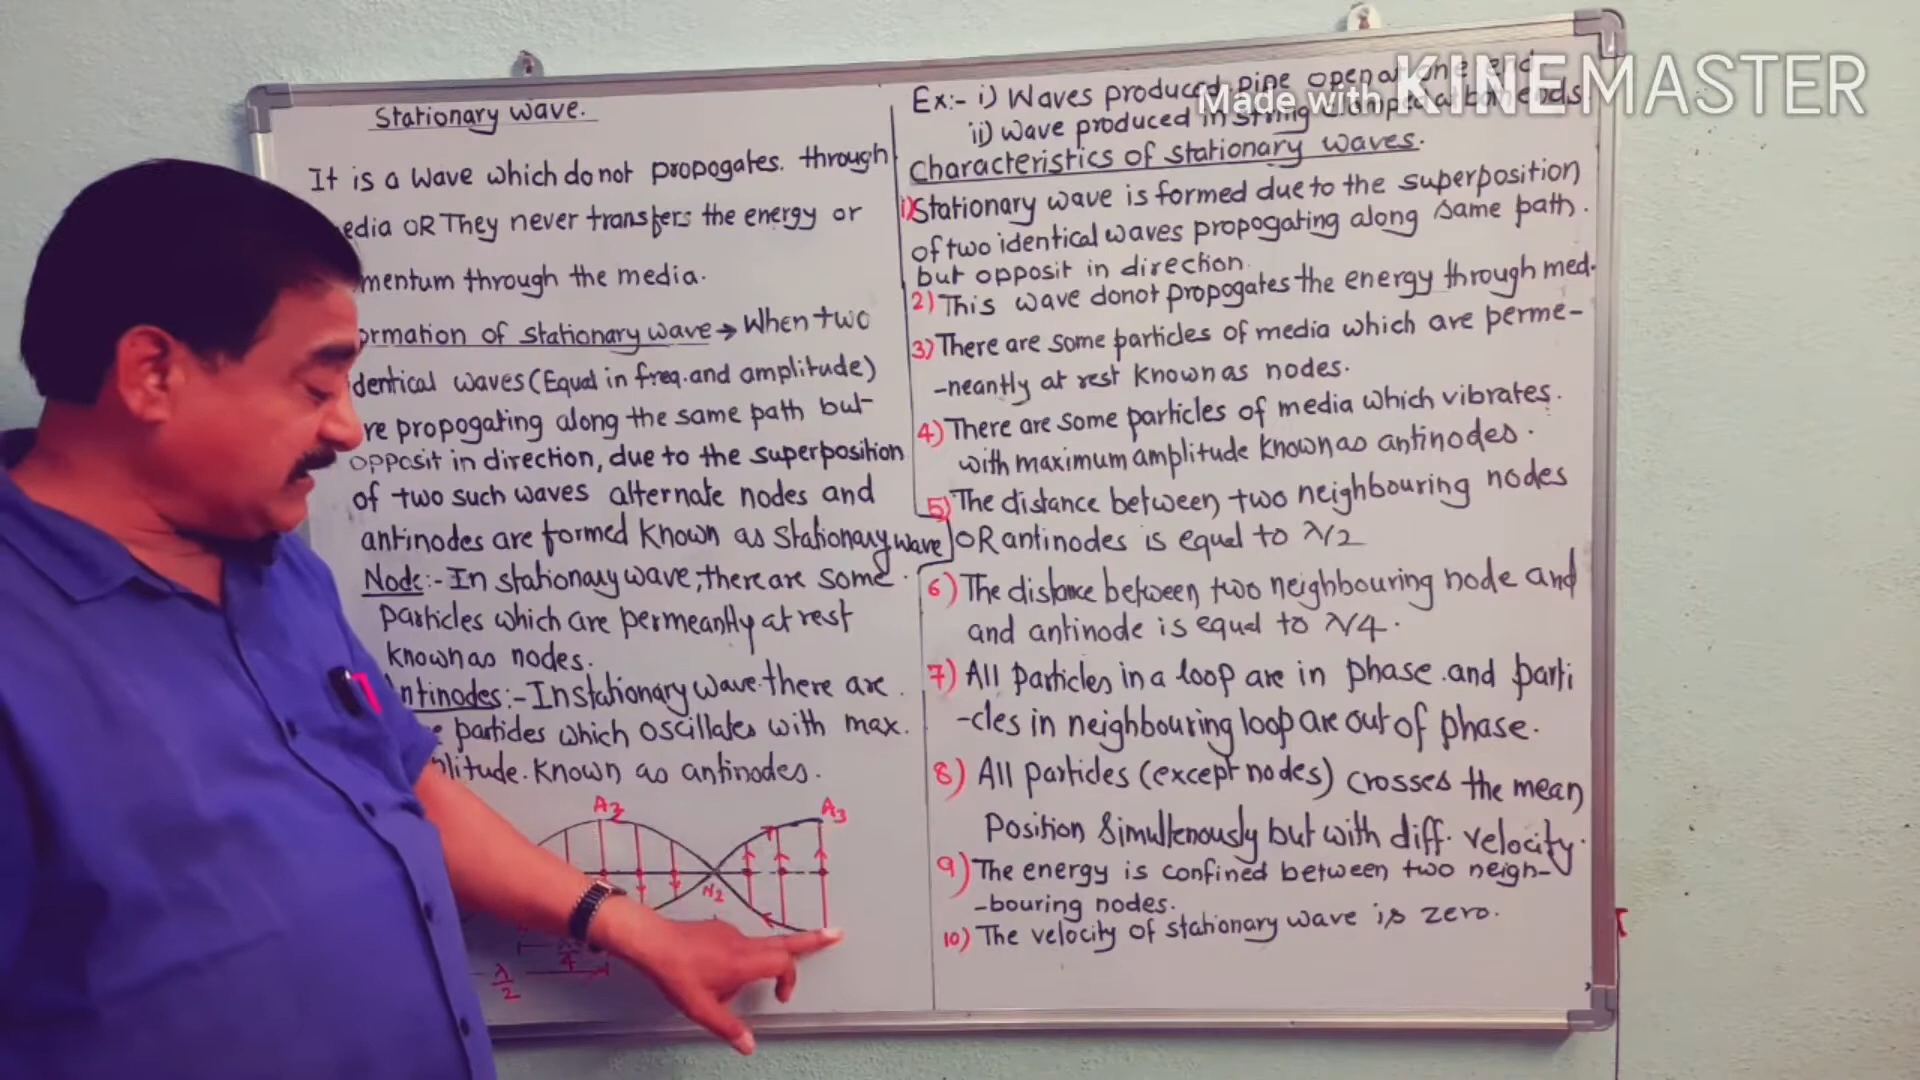 Stationary wave.
It is a wave which do not propogates. through
edia OR They never transfers the energy or
mentum through the media.
ormation of stationary wave → When two
dentical waves (Equal in freq. and amplitude)
re propogating along the same path but
opposit in direction, due to the superposition
of two such waves alternate nodes and
antinodes are formed known as stationary wave
Node:- In stationary wave, there are some
particles which are permeantly at rest
known as nodes.
ntinodes:- In stationary wave there are
e particles which oscillates with max.
plitude. Known as antinodes.
A2 A3
N2
λ/4
λ/2
Ex:- i) Waves produced pipe open at one end
ii) Wave produced in string clamped at both ends
Characteristics of stationary waves.
1) Stationary wave is formed due to the superposition
of two identical waves propogating along same path.
but opposit in direction.
2) This wave donot propogates the energy through med.
3) There are some particles of media which are perme-
-neantly at rest known as nodes.
4) There are some particles of media which vibrates.
with maximum amplitude known as antinodes.
5) The distance between two neighbouring nodes
OR antinodes is equal to λ/2
6) The distance between two neighbouring node and
and antinode is equal to λ/4.
7) All particles in a loop are in phase. and parti
-cles in neighbouring loop are out of phase.
8) All particles (except nodes) crosses the mean
Position simultenously but with diff. velocity.
9) The energy is confined between two neigh-
-bouring nodes.
10) The velocity of stationary wave is zero.
Made with KINEMASTER